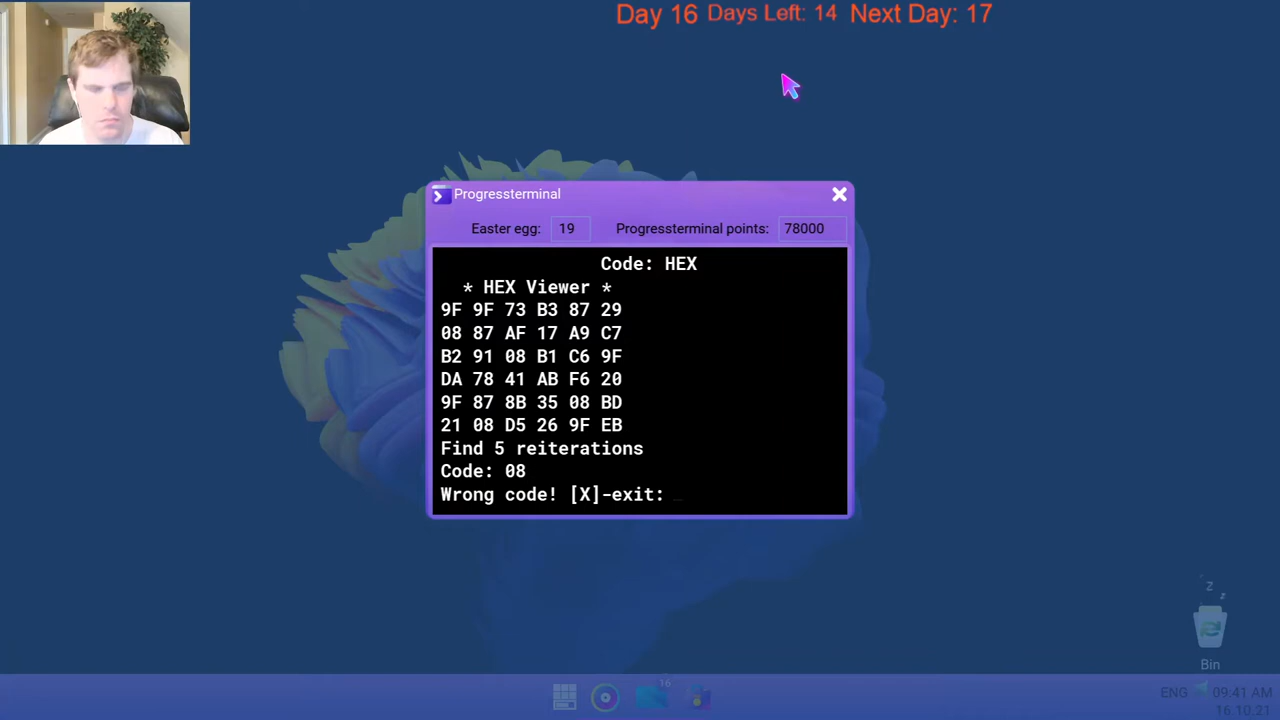 Day 16 Days Left: 14 Next Day: 17
Progressterminal
Easter egg: 19 Progressterminal points: 78000
Code: HEX
* HEX Viewer *
9F 9F 73 B3 87 29
08 87 AF 17 A9 C7
B2 91 08 B1 C6 9F
DA 78 41 AB F6 20
9F 87 8B 35 08 BD
21 08 D5 26 9F EB
Find 5 reiterations
Code: 08
Wrong code! [X]-exit: _
z
z
Bin
16
ENG 09:41 AM
16.10.21